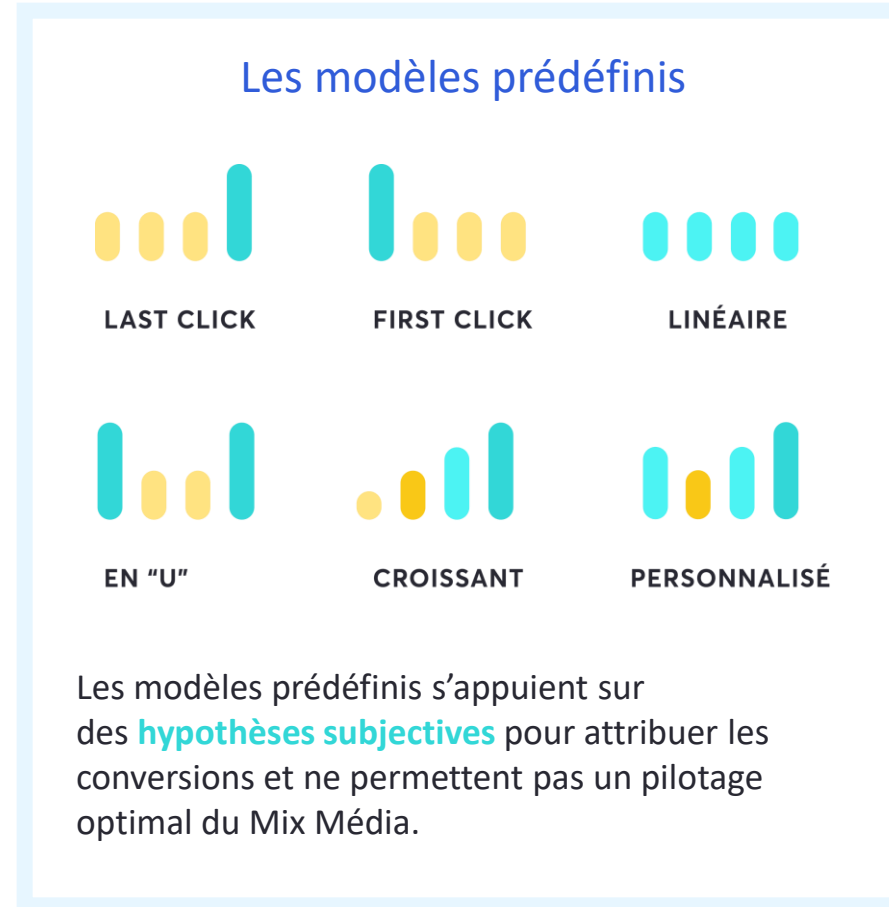 Les modèles prédéfinis
LAST CLICK
FIRST CLICK
LINÉAIRE
EN “U”
CROISSANT
PERSONNALISÉ
Les modèles prédéfinis s’appuient sur
des hypothèses subjectives pour attribuer les
conversions et ne permettent pas un pilotage
optimal du Mix Média.